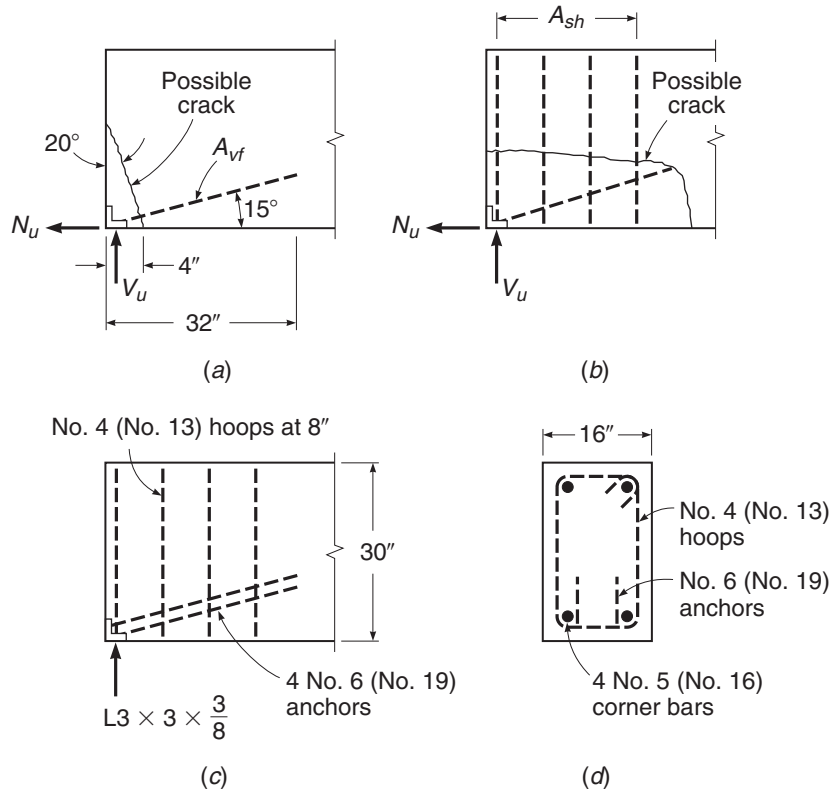 Possible
crack
20°
A_vf
15°
N_u
4″
V_u
32″
(a)
A_sh
Possible
crack
N_u
V_u
(b)
No. 4 (No. 13) hoops at 8″
30″
4 No. 6 (No. 19)
anchors
L3 × 3 × 3/8
(c)
16″
No. 4 (No. 13)
hoops
No. 6 (No. 19)
anchors
4 No. 5 (No. 16)
corner bars
(d)